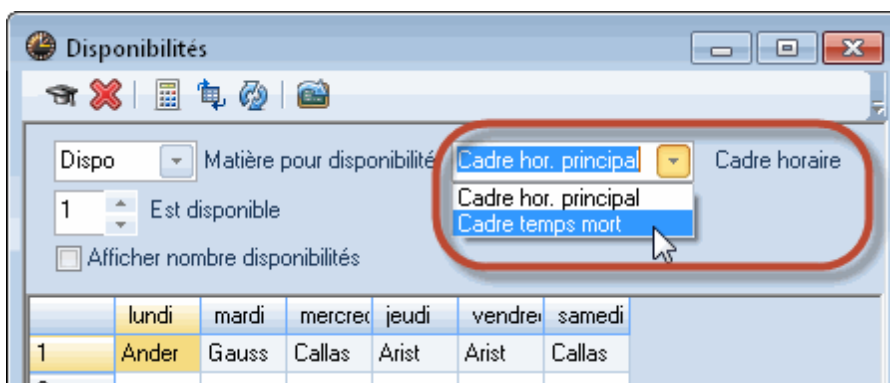 Disponibilités
Dispo Matière pour disponibilité Cadre hor. principal Cadre horaire
Cadre hor. principal
1 Est disponible
Cadre temps mort
Afficher nombre disponibilités
lundi mardi mercred jeudi vendre samedi
1 Ander Gauss Callas Arist Arist Callas